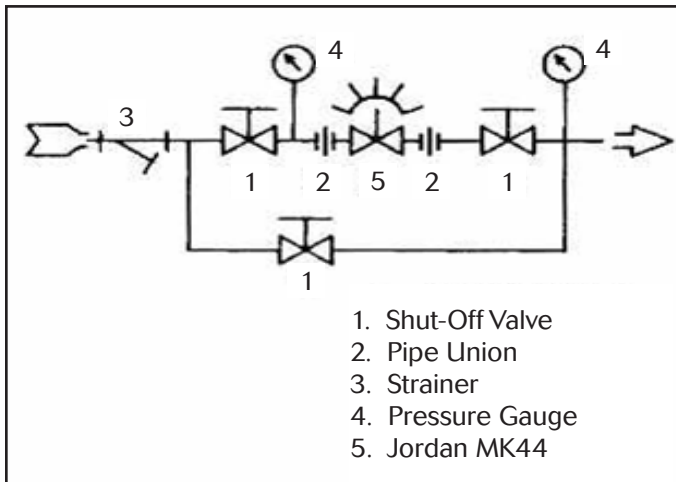 4 4
3
1 2 5 2 1
1
1. Shut-Off Valve
2. Pipe Union
3. Strainer
4. Pressure Gauge
5. Jordan MK44